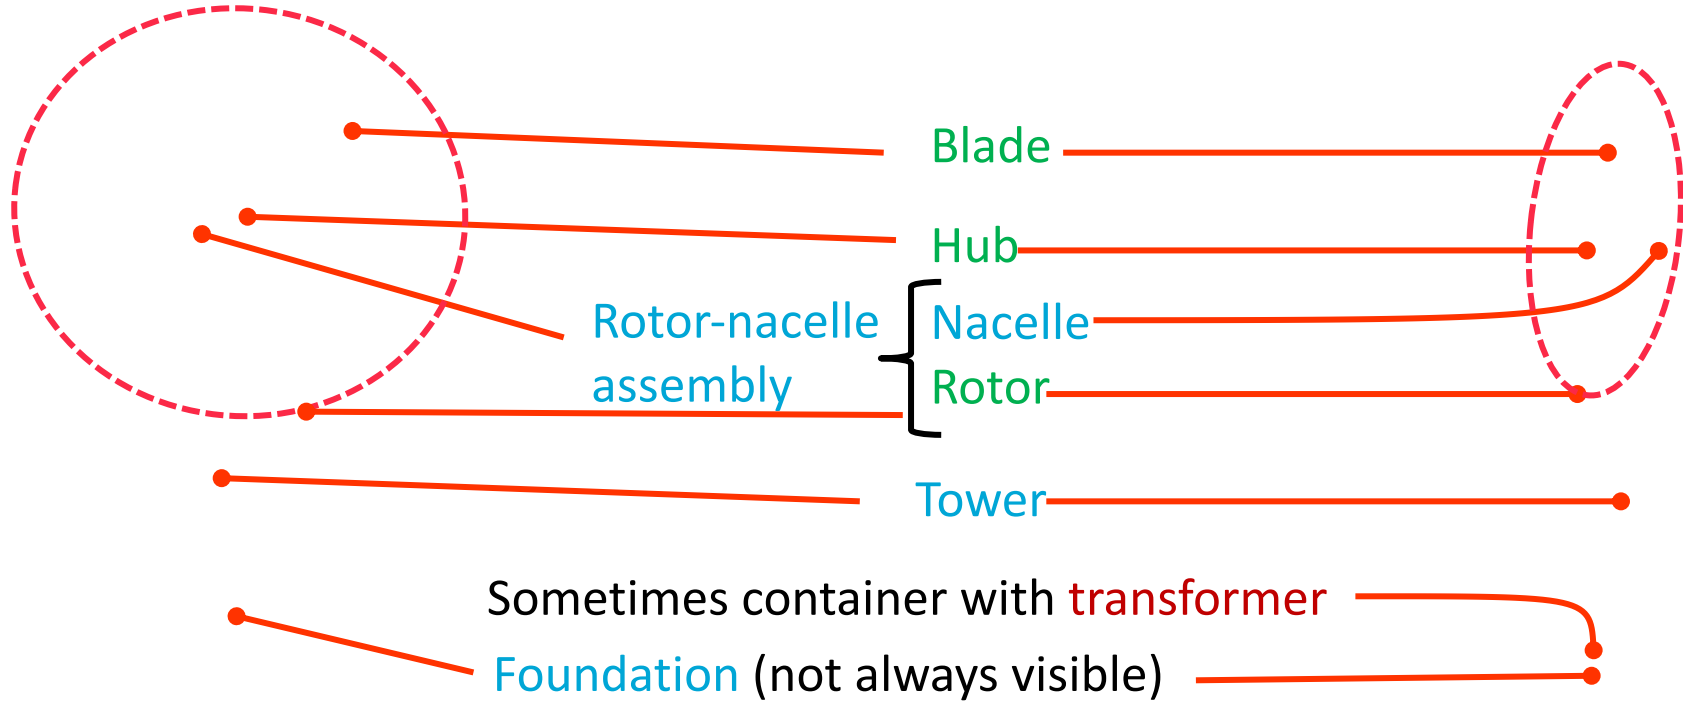 Blade
Hub
Rotor-nacelle
assembly
Nacelle
Rotor
Tower
Sometimes container with transformer
Foundation (not always visible)